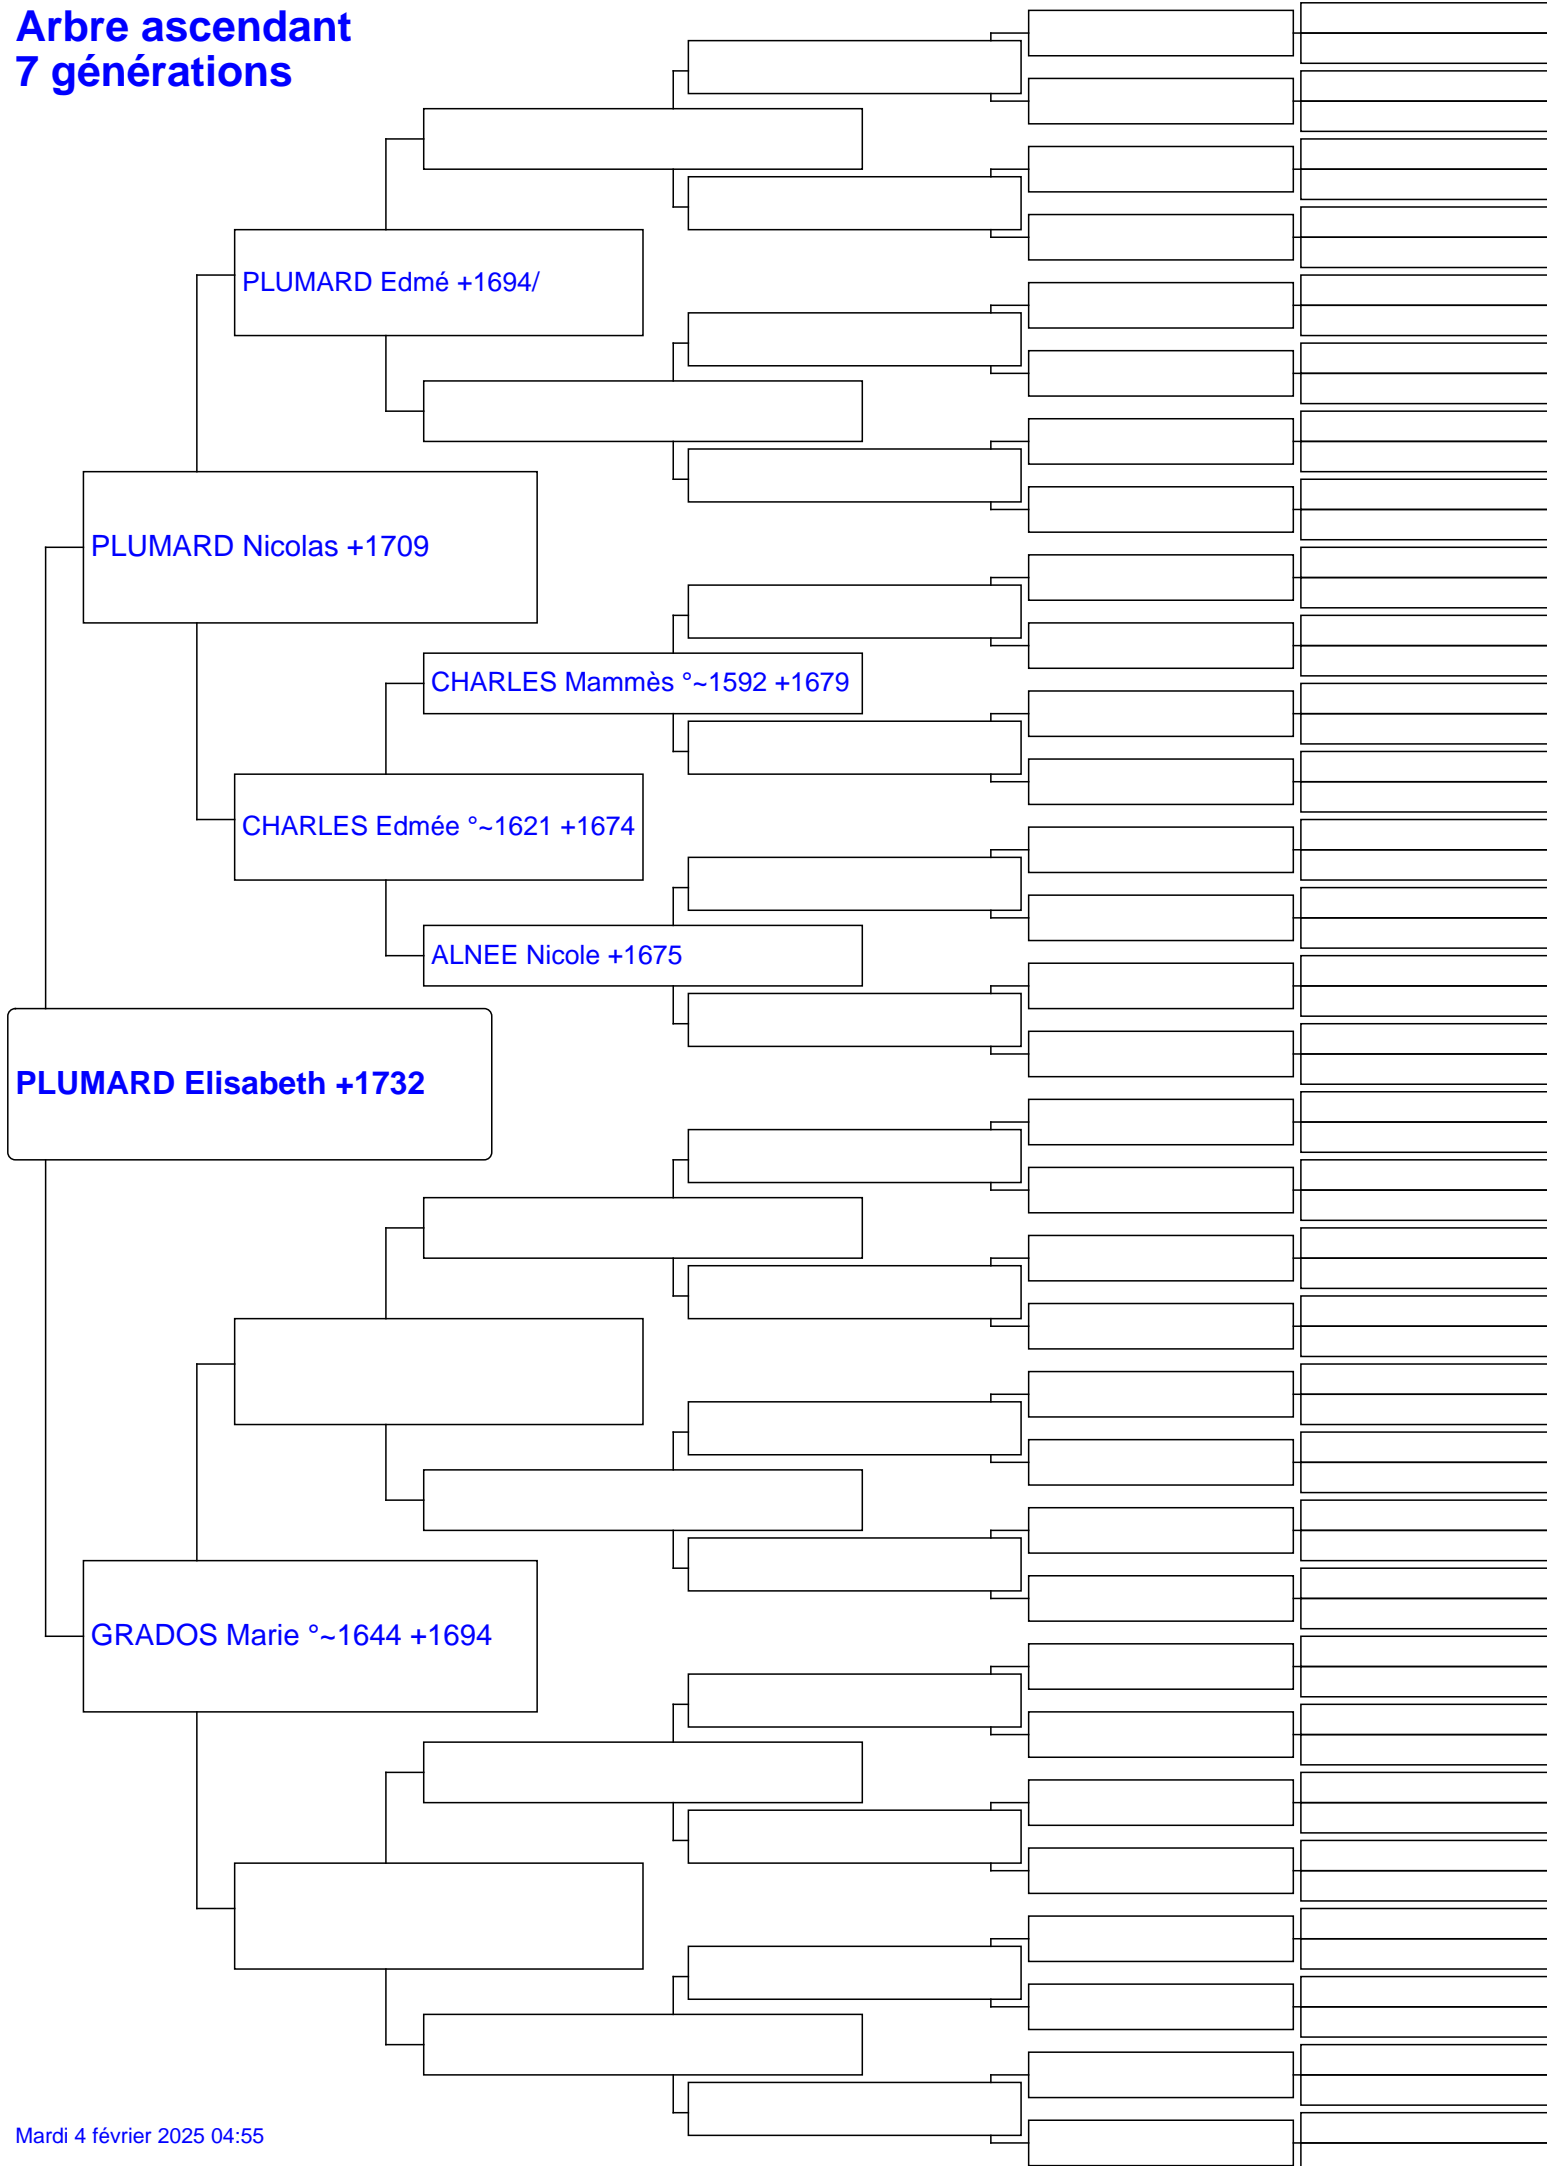 Arbre ascendant
7 générations
PLUMARD Edmé +1694/
PLUMARD Nicolas +1709
CHARLES Mammès °~1592 +1679
CHARLES Edmée °~1621 +1674
ALNEE Nicole +1675
PLUMARD Elisabeth +1732
GRADOS Marie °~1644 +1694
Mardi 4 février 2025 04:55